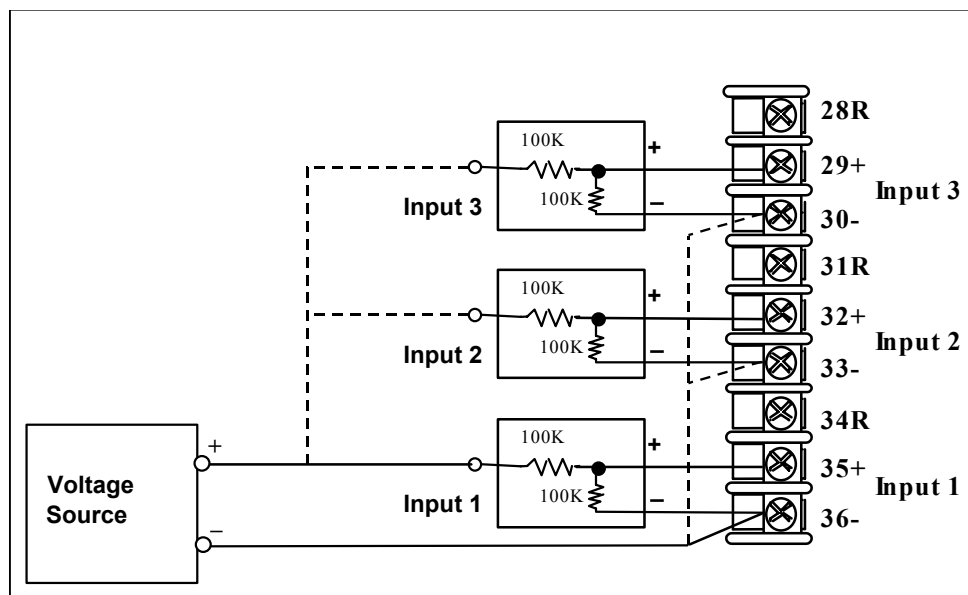 28R
100K
+
29+
Input 3
100K
Input 3
−
30-
31R
100K
+
32+
Input 2
100K
Input 2
−
33-
34R
100K
+
+
35+
Input 1
Voltage
Source
100K
Input 1
−
36-
−